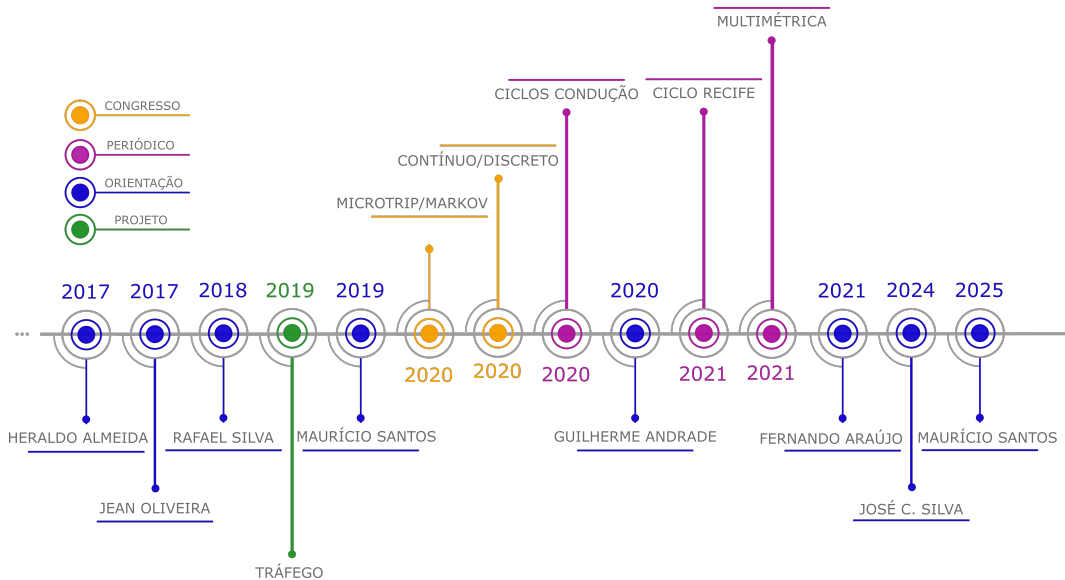 MULTIMÉTRICA
CICLOS CONDUÇÃO
CICLO RECIFE
CONGRESSO
PERIÓDICO
ORIENTAÇÃO
PROJETO
CONTÍNUO/DISCRETO
MICROTRIP/MARKOV
2017
2017
2018
2019
2019
2020
2021
2024
2025
...
2020
2020
2020
2021
2021
HERALDO ALMEIDA
RAFAEL SILVA
MAURÍCIO SANTOS
GUILHERME ANDRADE
FERNANDO ARAÚJO
MAURÍCIO SANTOS
JEAN OLIVEIRA
JOSÉ C. SILVA
TRÁFEGO